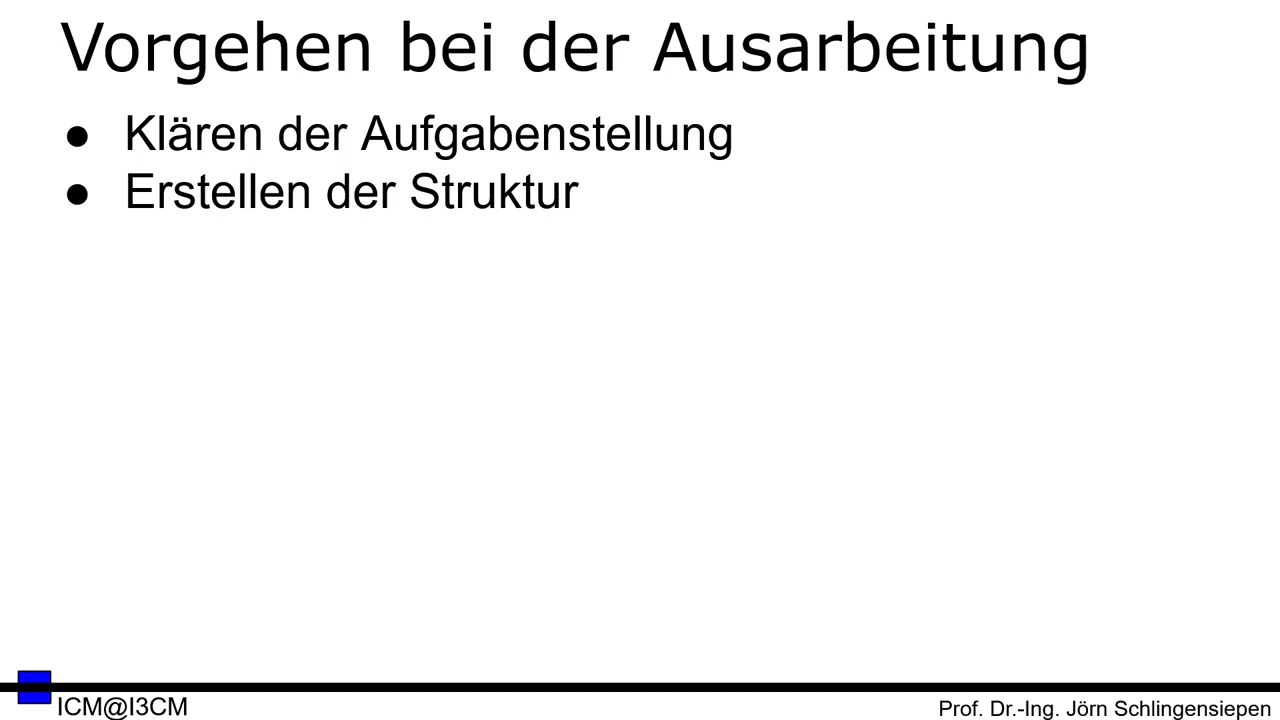 Vorgehen bei der Ausarbeitung
● Klären der Aufgabenstellung
● Erstellen der Struktur
ICM@I3CM
Prof. Dr.-Ing. Jörn Schlingensiepen